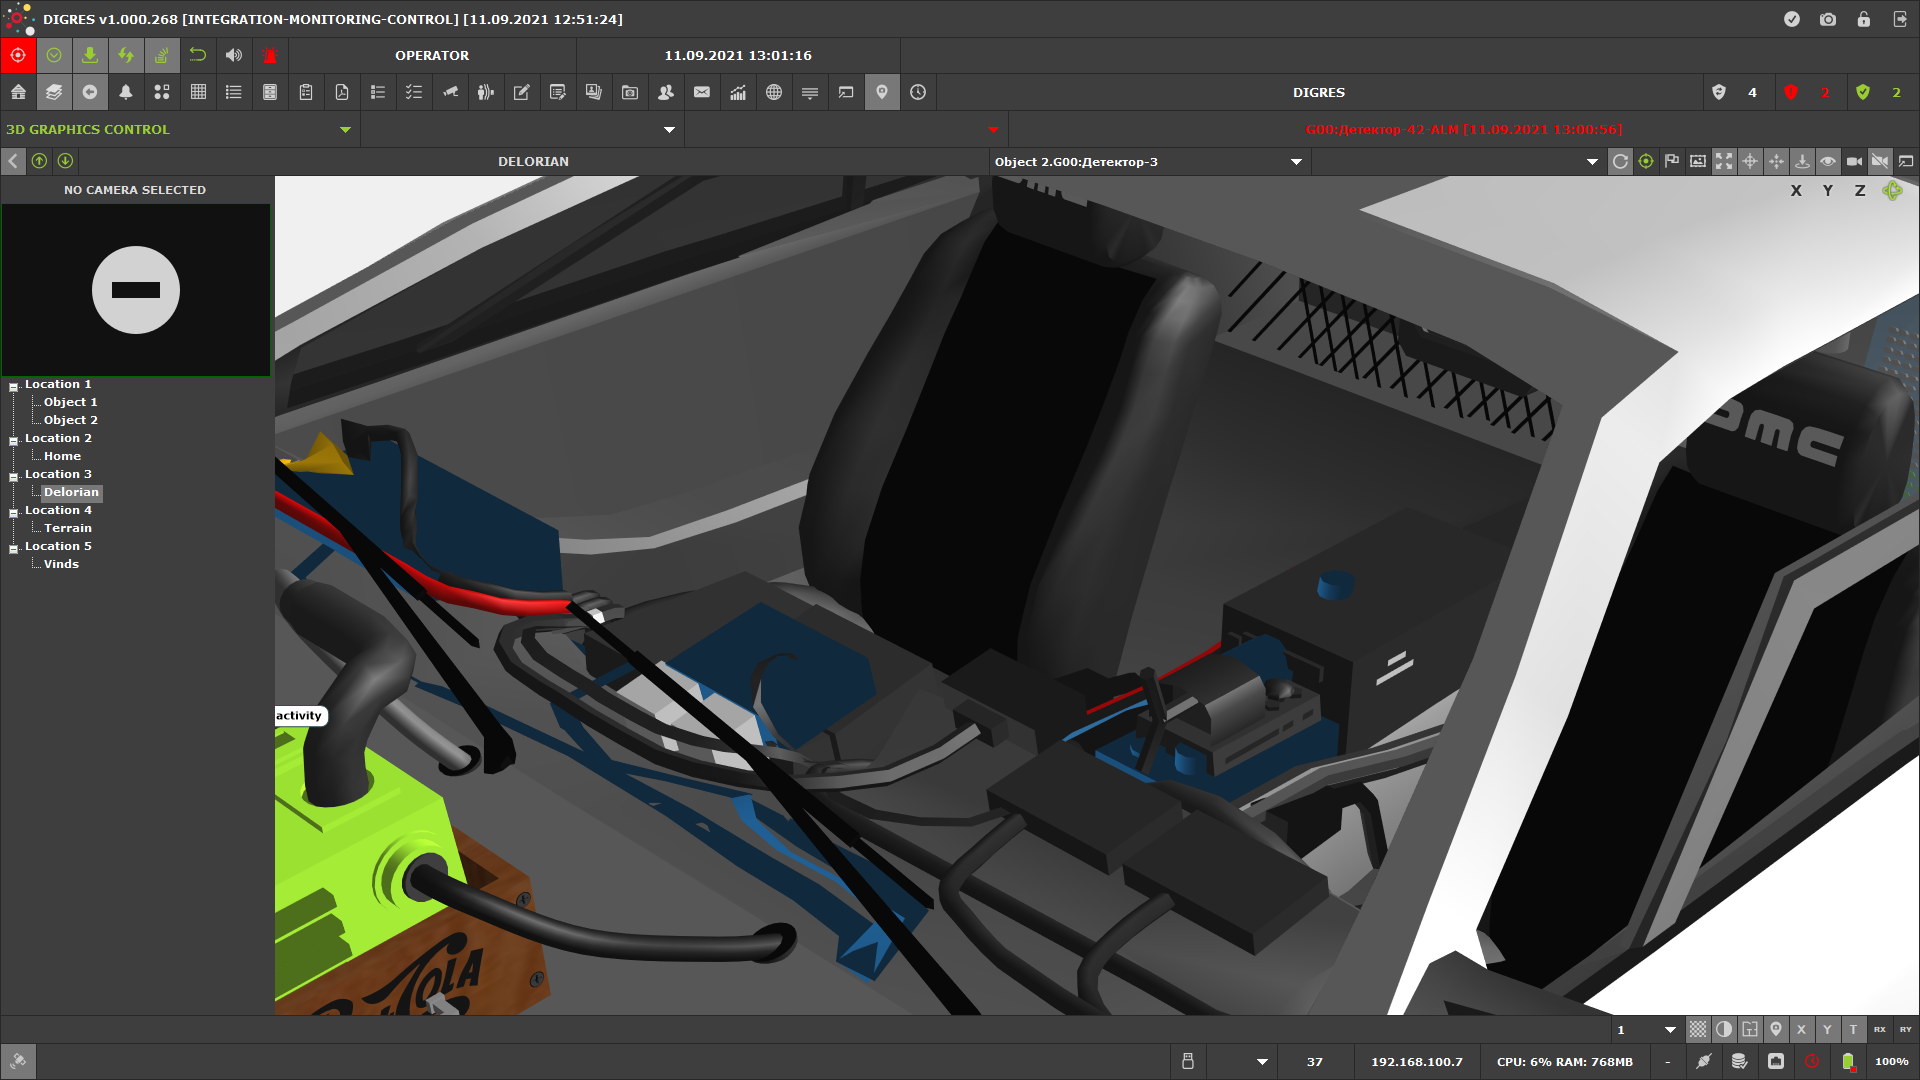 DIGRES v1.000.268 [INTEGRATION-MONITORING-CONTROL] [11.09.2021 12:51:24]
OPERATOR
11.09.2021 13:01:16
DIGRES
4
2
2
3D GRAPHICS CONTROL
G00:Детектор-42-ALM [11.09.2021 13:00:56]
DELORIAN
Object 2.G00:Детектор-3
NO CAMERA SELECTED
X Y Z
Location 1
Object 1
Object 2
Location 2
Home
Location 3
Delorian
Location 4
Terrain
Location 5
Vinds
DMC
activity
1
X Y T RX RY
37
192.168.100.7
CPU: 6% RAM: 768MB
-
100%